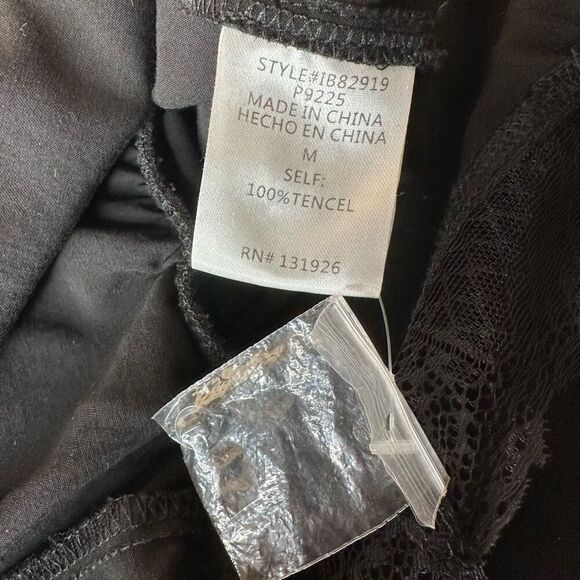 STYLE#IB82919
P9225
MADE IN CHINA
HECHO EN CHINA
M
SELF:
100%TENCEL
RN# 131926